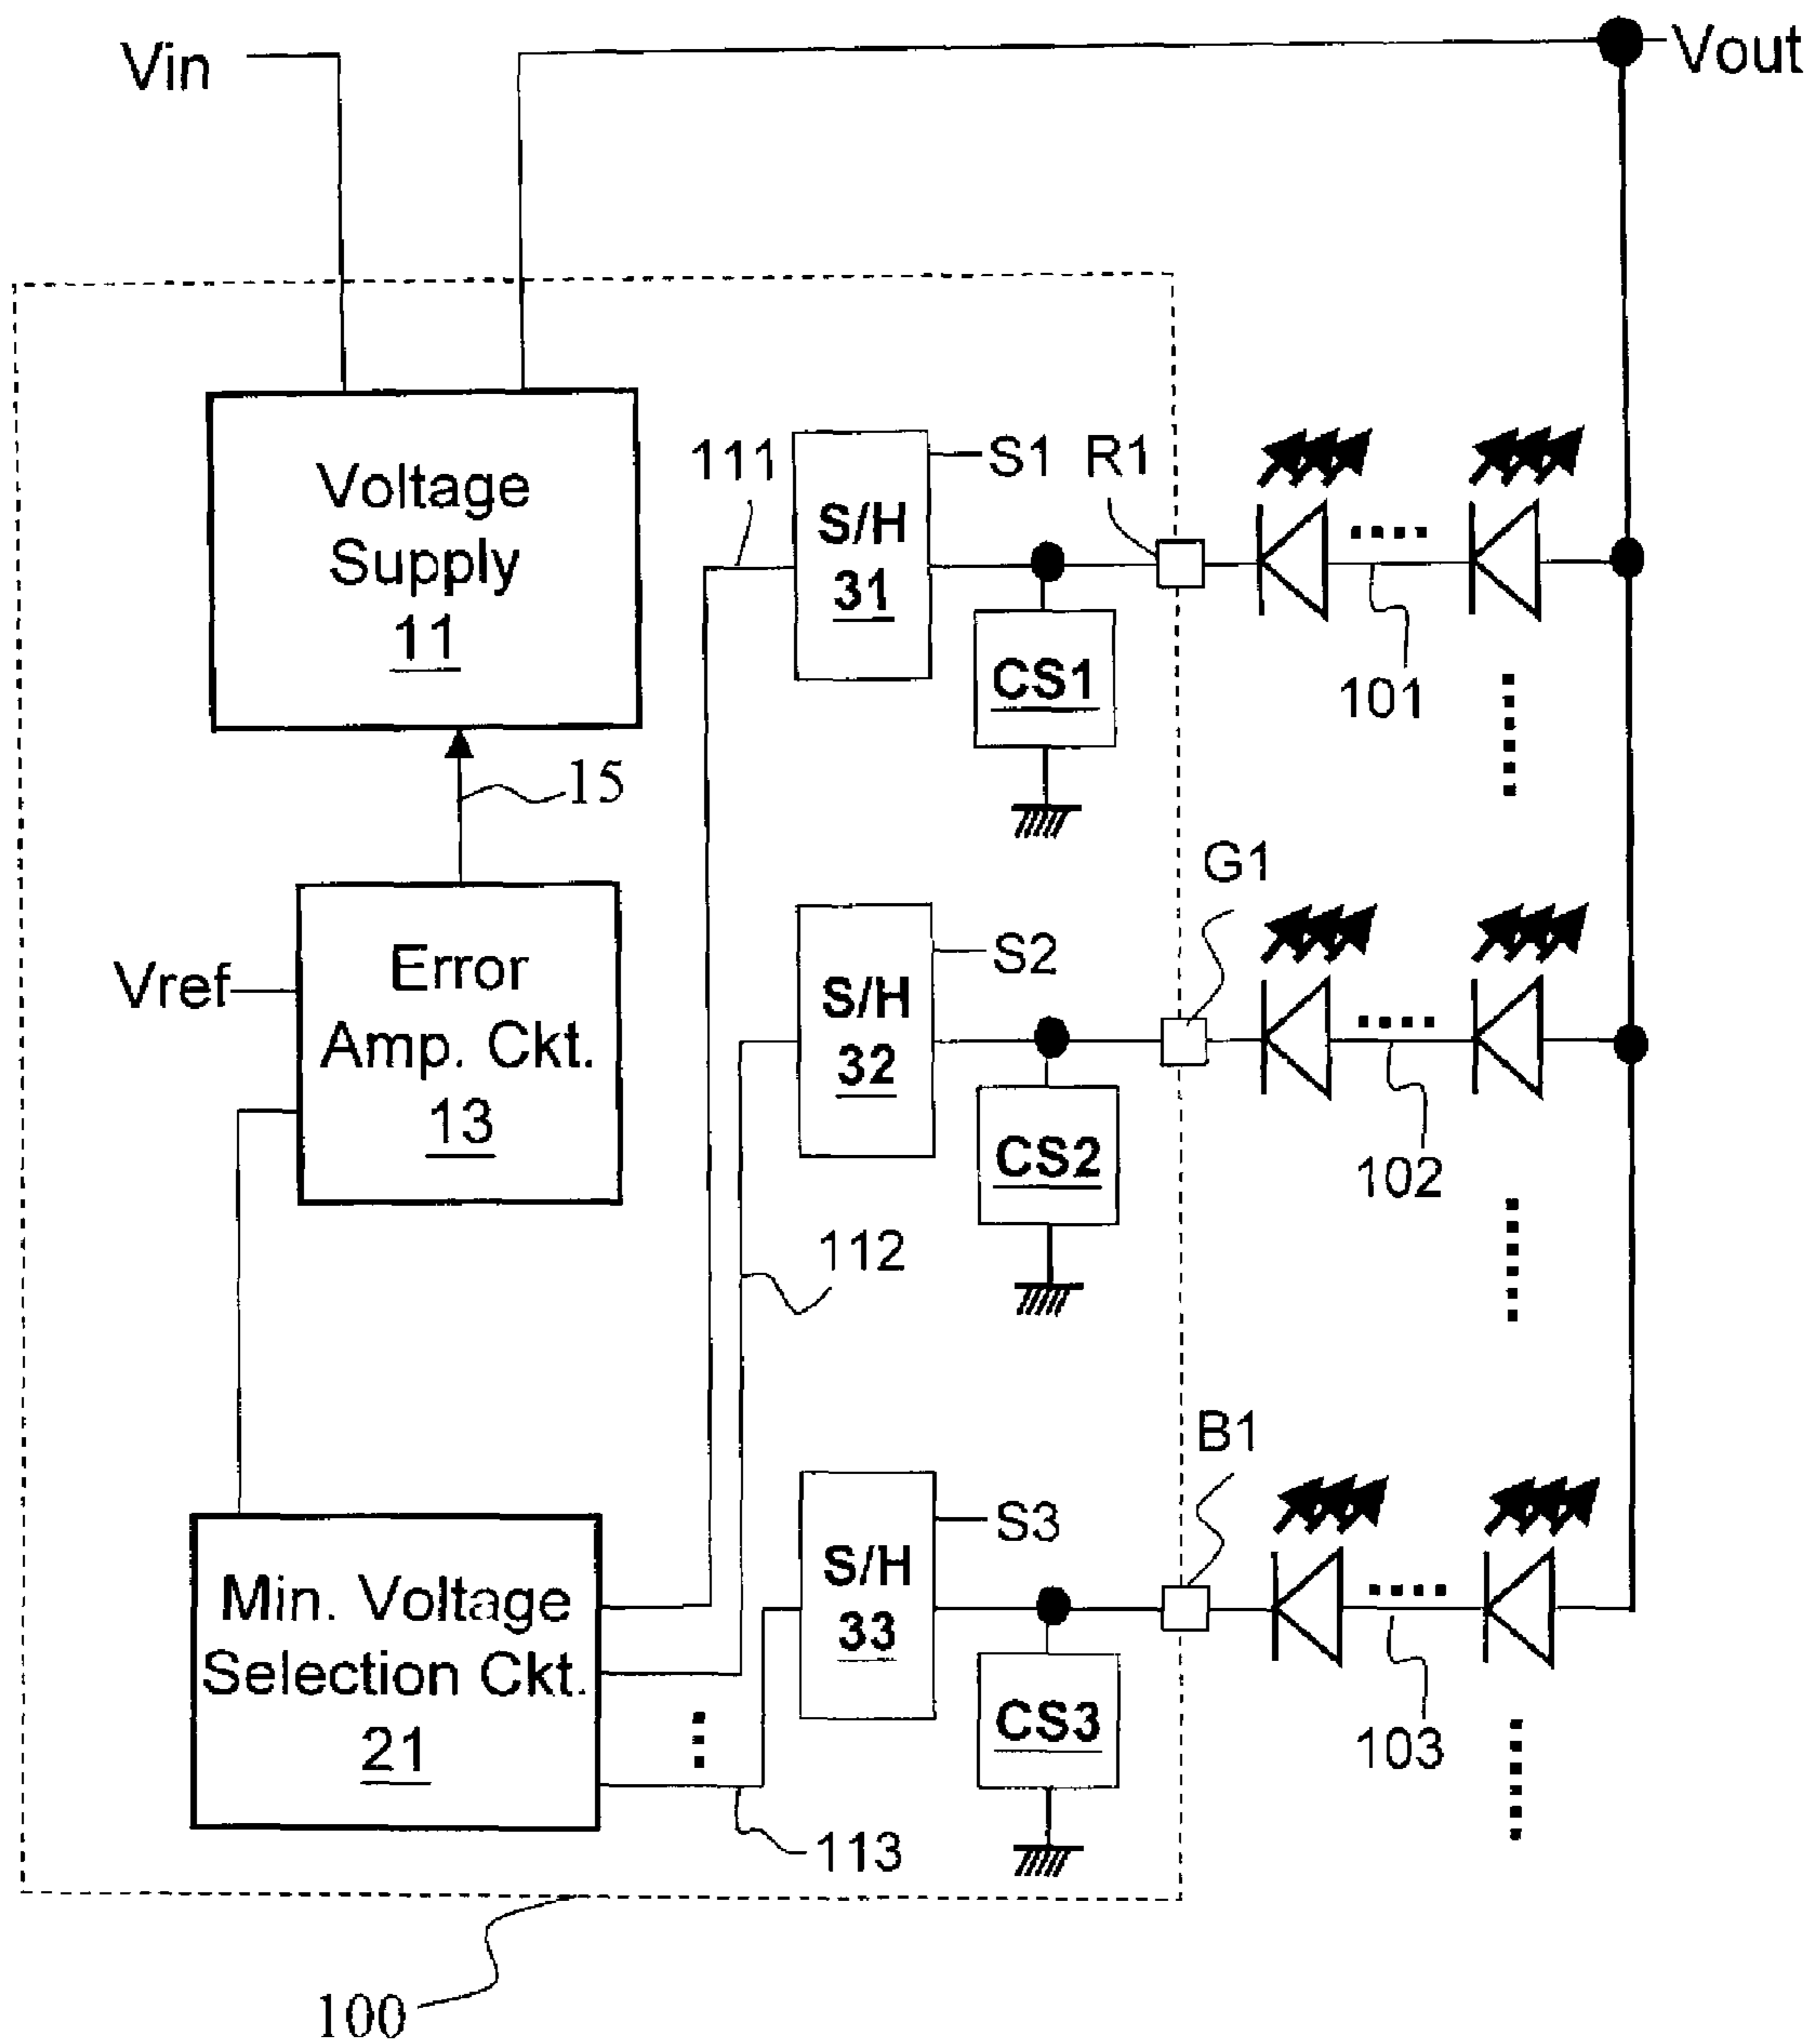 Vin
Vout
Voltage
Supply
11
111
S/H
31
S1
R1
CS1
101
15
Error
Amp. Ckt.
13
Vref
S/H
32
S2
G1
CS2
102
112
Min. Voltage
Selection Ckt.
21
S/H
33
S3
B1
CS3
103
113
100